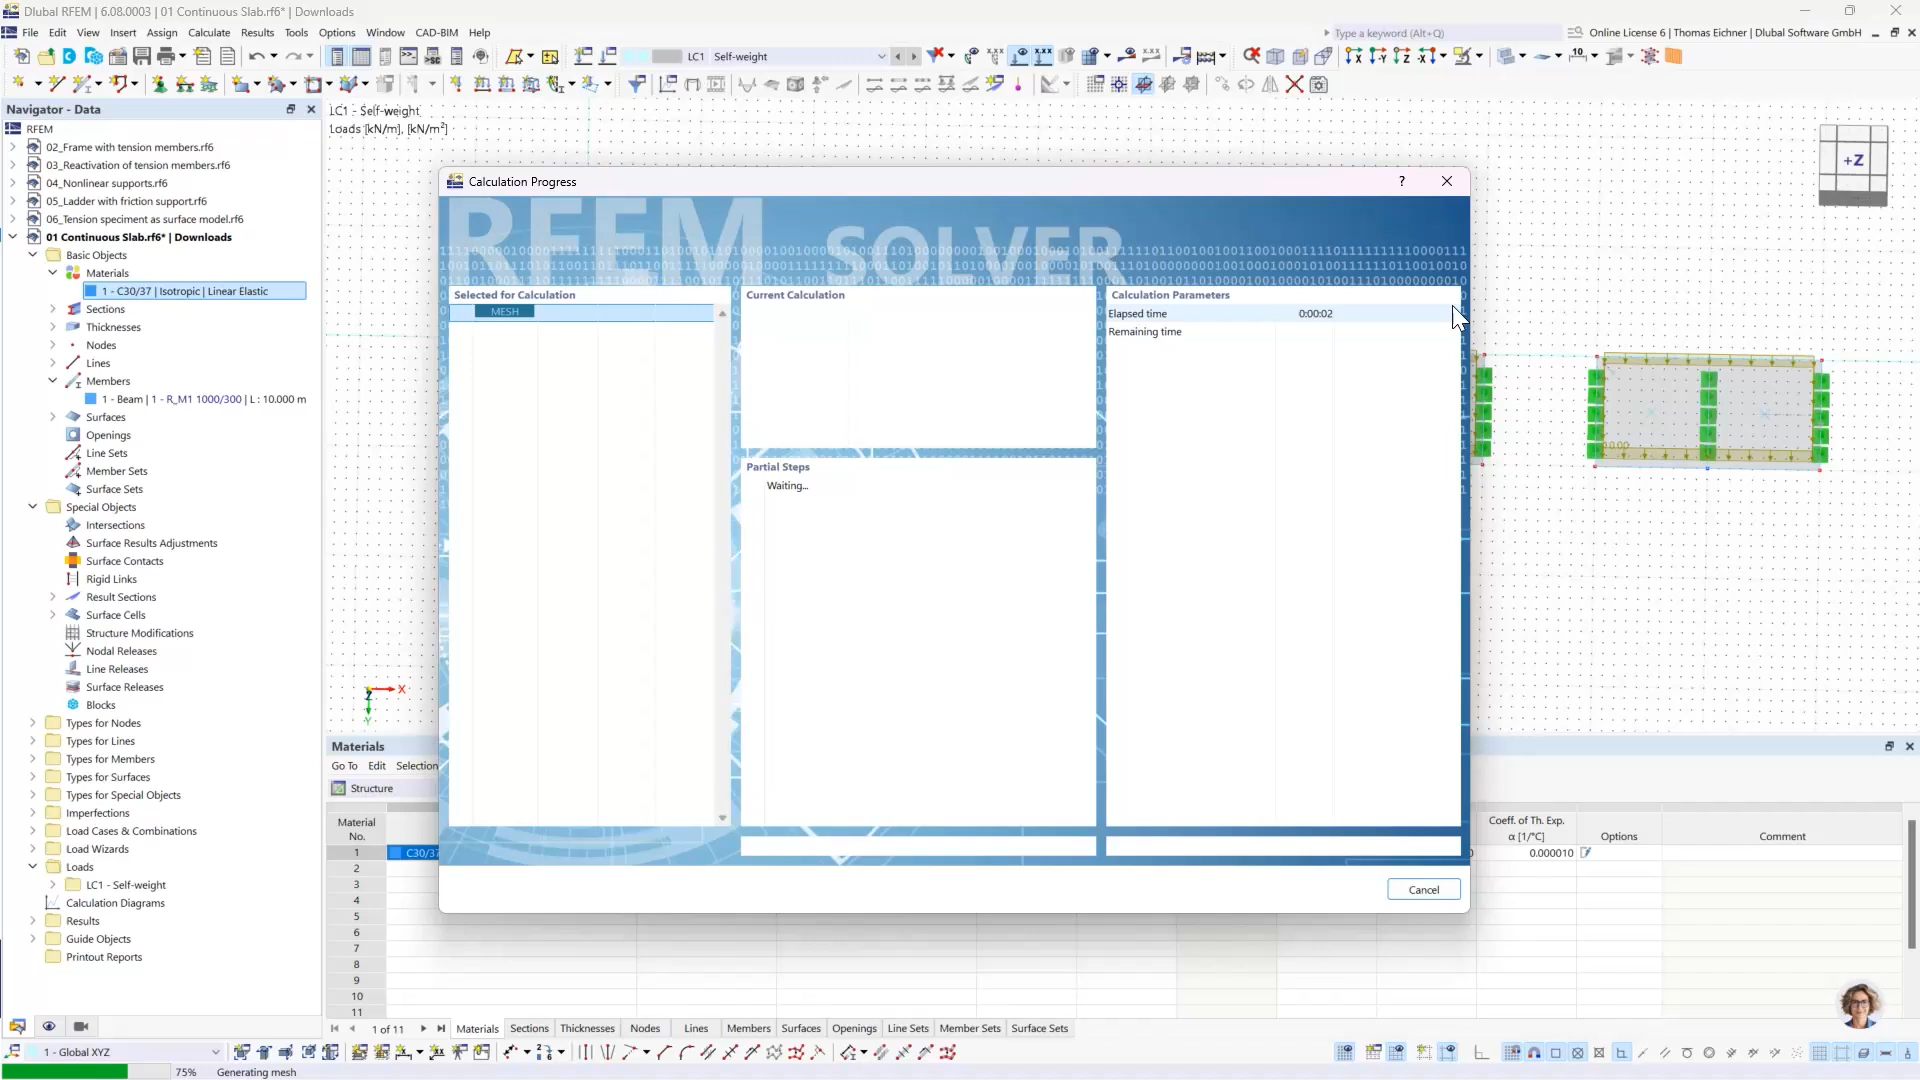 Dlubal RFEM | 6.08.0003 | 01 Continuous Slab.rf6* | Downloads
File Edit View Insert Assign Calculate Results Tools Options Window CAD-BIM Help
Type a keyword (Alt+Q)
Online License 6 | Thomas Eichner | Dlubal Software GmbH
LC1 Self-weight
Navigator - Data
RFEM
02_Frame with tension members.rf6
03_Reactivation of tension members.rf6
04_Nonlinear supports.rf6
05_Ladder with friction support.rf6
06_Tension speciment as surface model.rf6
01 Continuous Slab.rf6* | Downloads
Basic Objects
Materials
1 - C30/37 | Isotropic | Linear Elastic
Sections
Thicknesses
Nodes
Lines
Members
1 - Beam | 1 - R_M1 1000/300 | L : 10.000 m
Surfaces
Openings
Line Sets
Member Sets
Surface Sets
Special Objects
Intersections
Surface Results Adjustments
Surface Contacts
Rigid Links
Result Sections
Surface Cells
Structure Modifications
Nodal Releases
Line Releases
Surface Releases
Blocks
Types for Nodes
Types for Lines
Types for Members
Types for Surfaces
Types for Special Objects
Imperfections
Load Cases & Combinations
Load Wizards
Loads
LC1 - Self-weight
Calculation Diagrams
Results
Guide Objects
Printout Reports
LC1 - Self-weight
Loads [kN/m], [kN/m²]
+Z
Calculation Progress
RFEM SOLVER
Selected for Calculation
MESH
Current Calculation
Partial Steps
Waiting...
Calculation Parameters
Elapsed time 0:00:02
Remaining time
Cancel
X
Z
Y
Materials
Go To Edit Selection
Structure
Material
No.
Coeff. of Th. Exp.
α [1/°C]
Options
Comment
1
C30/37
0.000010
2
3
4
5
6
7
8
9
10
11
1 of 11
Materials Sections Thicknesses Nodes Lines Members Surfaces Openings Line Sets Member Sets Surface Sets
1 - Global XYZ
75% Generating mesh